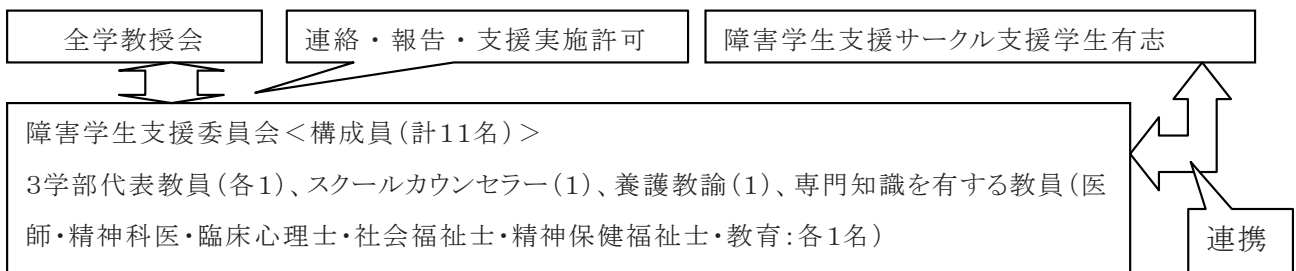 全学教授会
連絡・報告・支援実施許可
障害学生支援サークル支援学生有志
障害学生支援委員会＜構成員(計11名)＞
3学部代表教員(各1)、スクールカウンセラー(1)、養護教諭(1)、専門知識を有する教員(医
師・精神科医・臨床心理士・社会福祉士・精神保健福祉士・教育:各1名)
連携